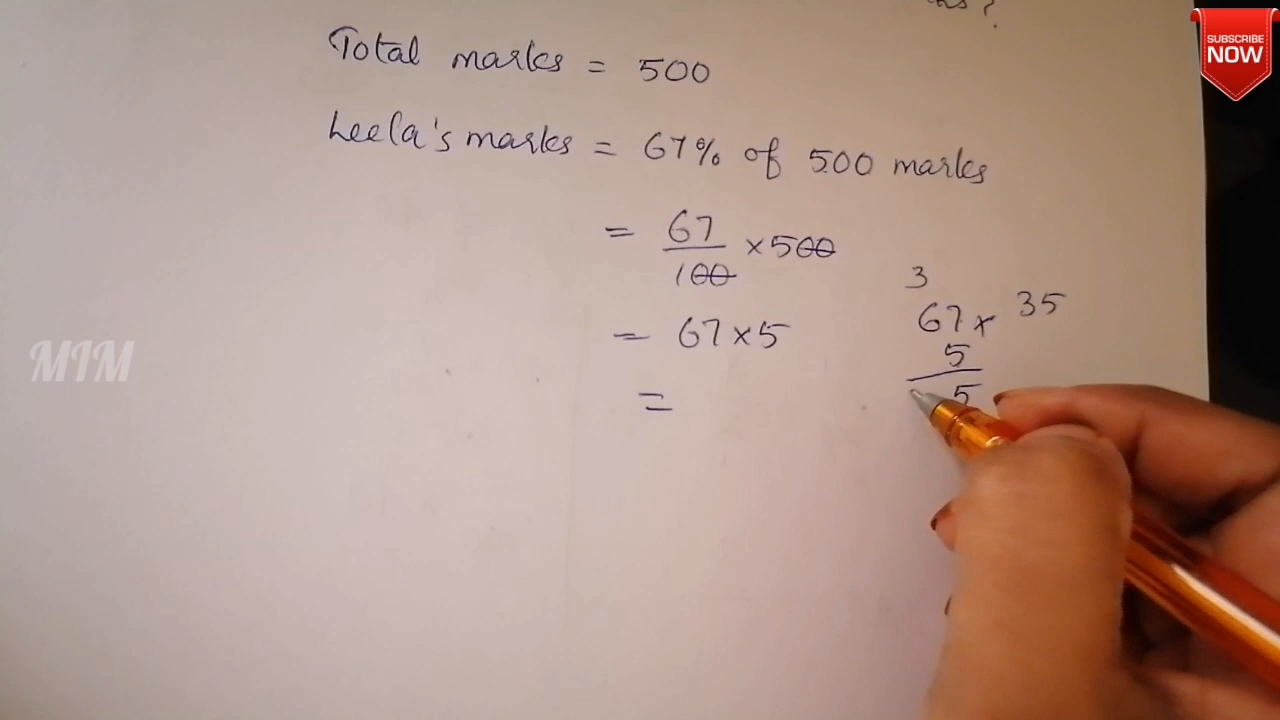 Total marks = 500
Leela's marks = 67% of 500 marks
= 67/100 × 500
= 67 × 5
=
3
67 × 35
5
5
MIM
SUBSCRIBE
NOW